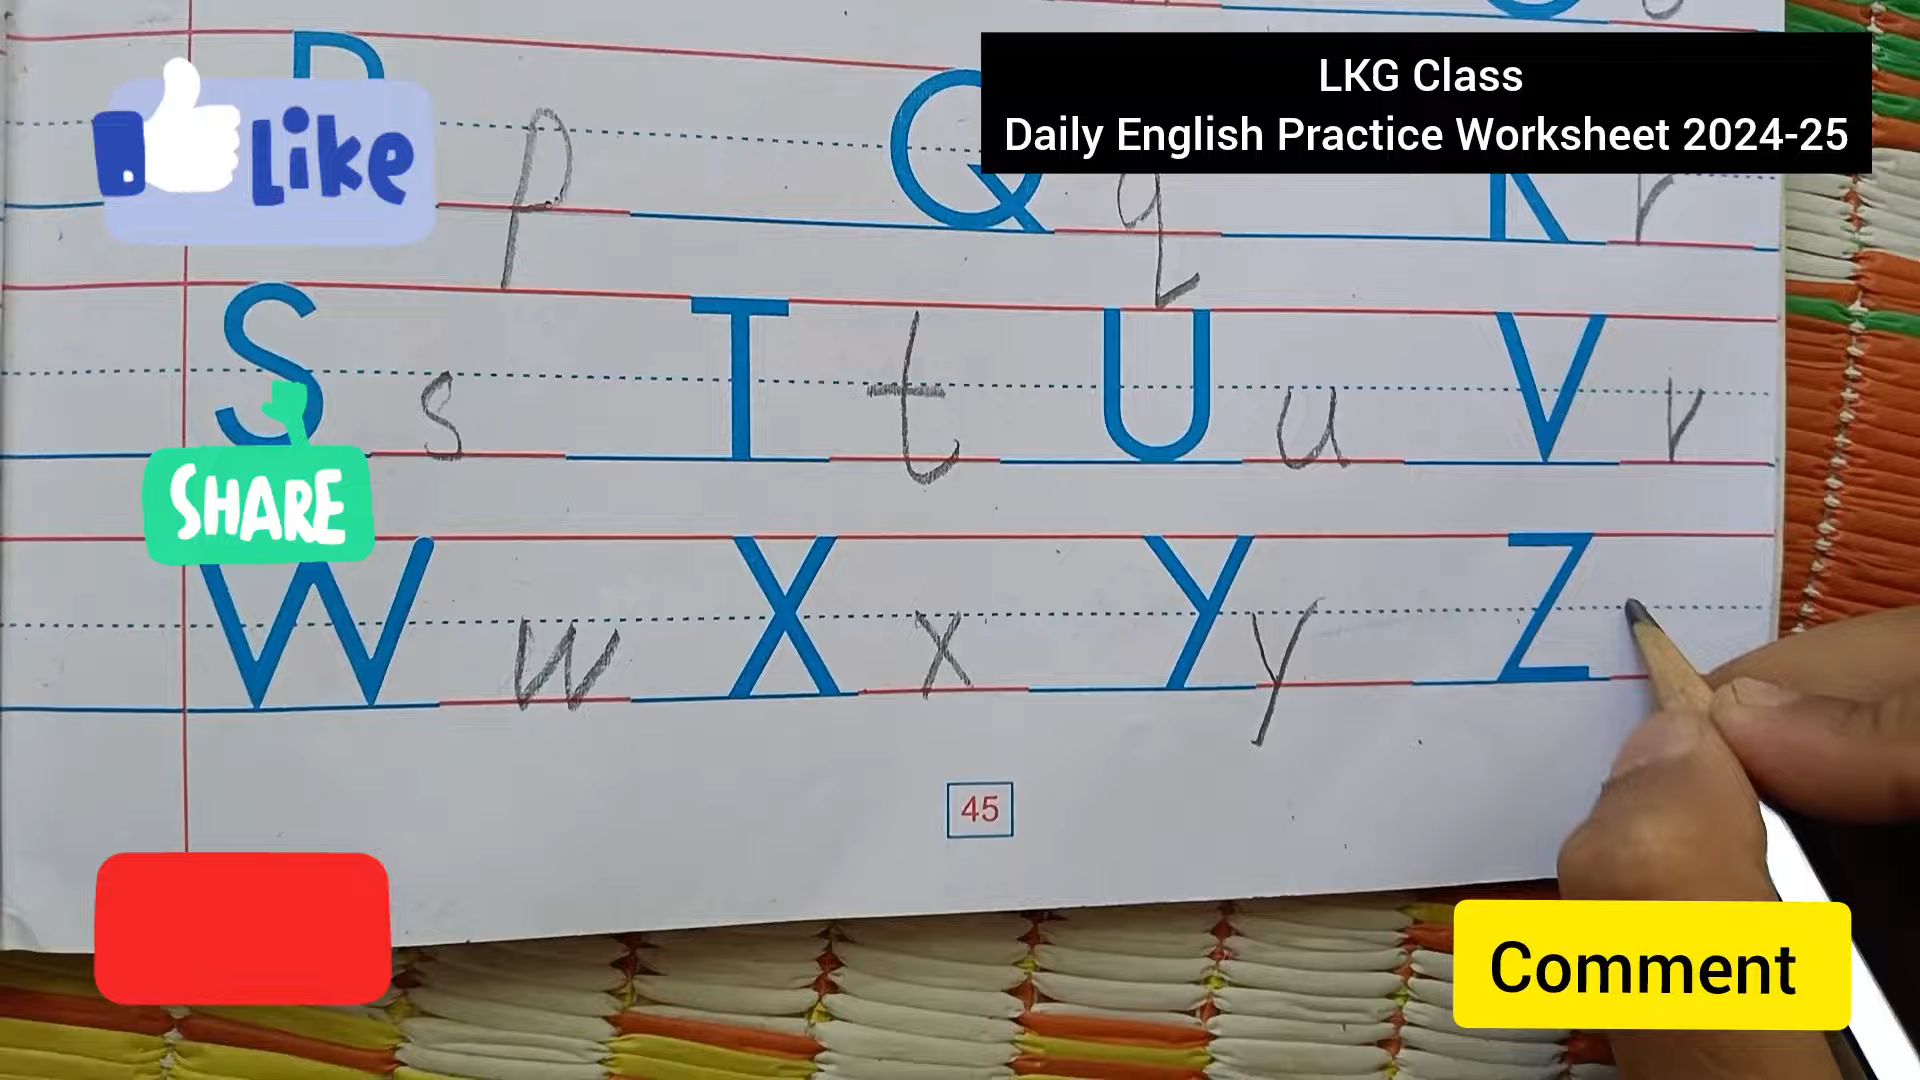 LKG Class
Daily English Practice Worksheet 2024-25
Like
p Q q r
S s T t U u V v
SHARE
W w X x Y y Z
45
Comment